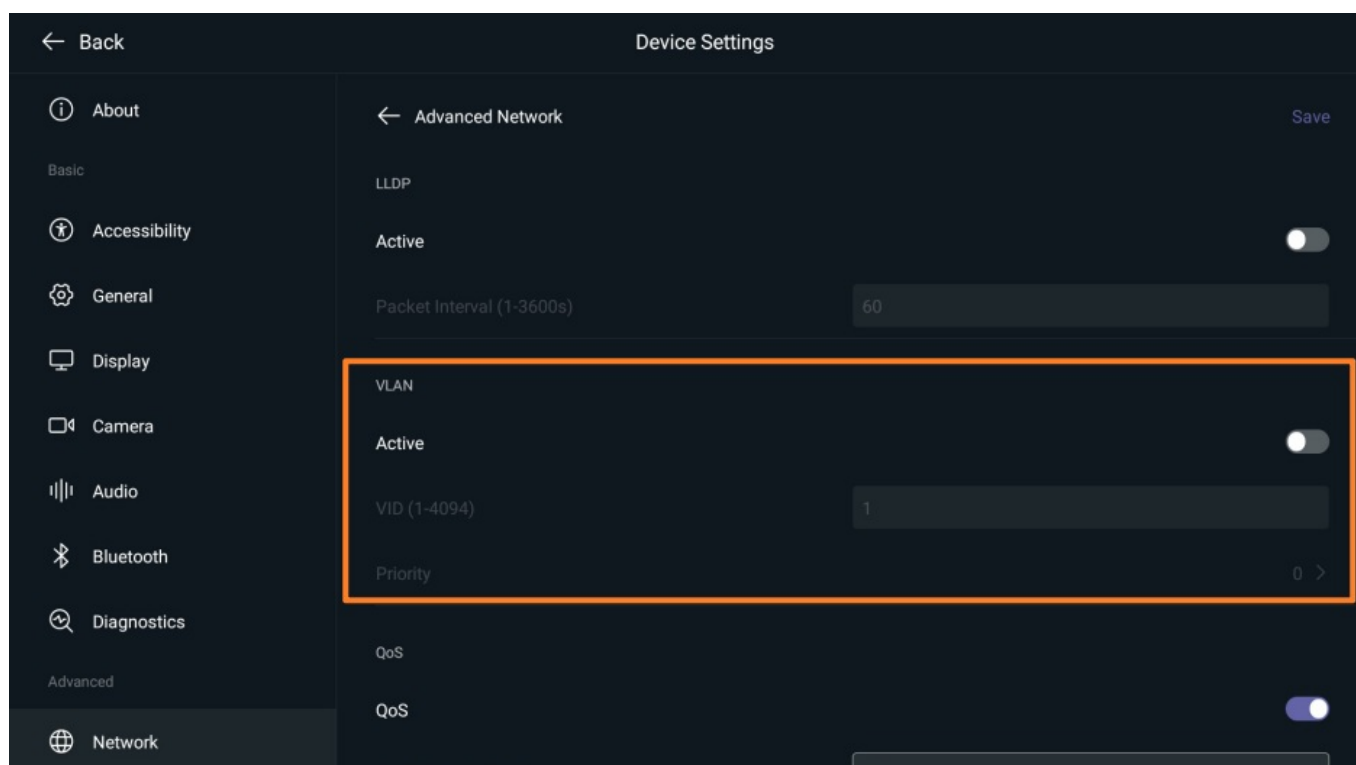 Back
Device Settings
About
Basic
Accessibility
General
Display
Camera
Audio
Bluetooth
Diagnostics
Advanced
Network
Advanced Network
Save
LLDP
Active
Packet Interval (1-3600s)
60
VLAN
Active
VID (1-4094)
1
Priority
0
QoS
QoS